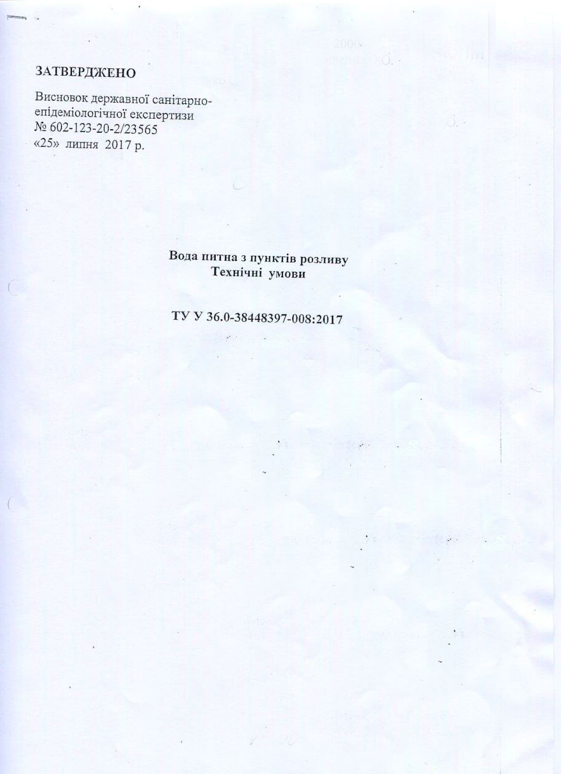 ЗАТВЕРДЖЕНО
Висновок державної санітарно-
епідеміологічної експертизи
№ 602-123-20-2/23565
«25» липня 2017 р.
Вода питна з пунктів розливу
Технічні умови
ТУ У 36.0-38448397-008:2017